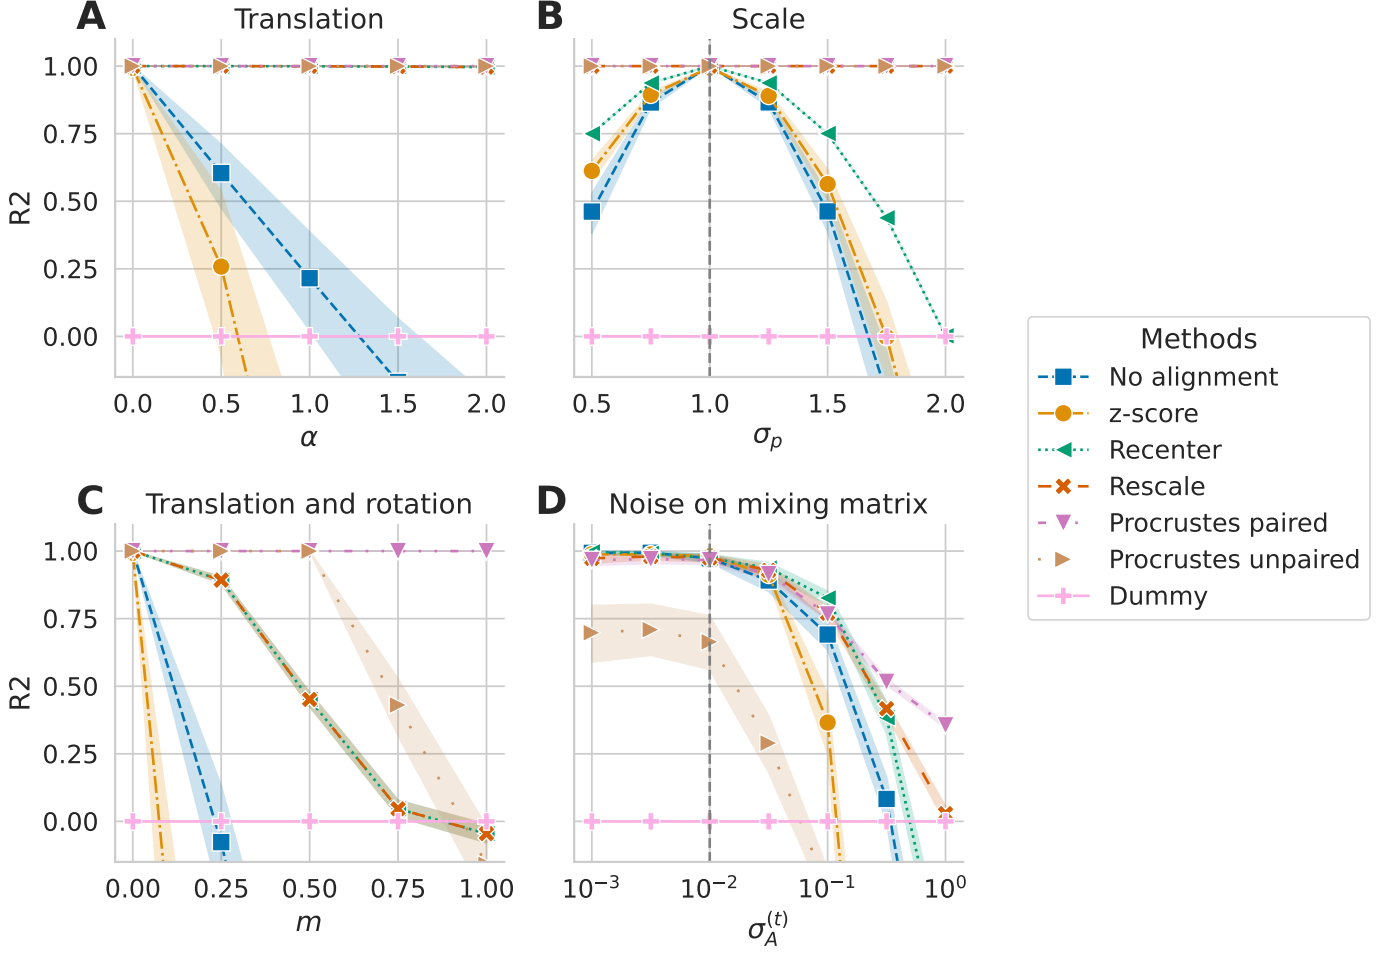 A Translation
B Scale
1.00
0.75
0.50
0.25
0.00
R2
0.0 0.5 1.0 1.5 2.0
α
0.5 1.0 1.5 2.0
σp
C Translation and rotation
D Noise on mixing matrix
1.00
0.75
0.50
0.25
0.00
R2
0.00 0.25 0.50 0.75 1.00
m
10⁻³ 10⁻² 10⁻¹ 10⁰
σ_A^(t)
Methods
No alignment
z-score
Recenter
Rescale
Procrustes paired
Procrustes unpaired
Dummy